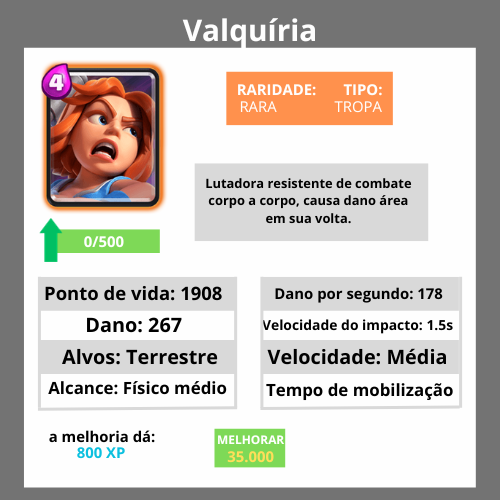 Valquíria
4
RARIDADE: TIPO:
RARA TROPA
Lutadora resistente de combate
corpo a corpo, causa dano área
em sua volta.
0/500
Ponto de vida: 1908
Dano: 267
Alvos: Terrestre
Alcance: Físico médio
Dano por segundo: 178
Velocidade do impacto: 1.5s
Velocidade: Média
Tempo de mobilização
a melhoria dá:
800 XP
MELHORAR
35.000